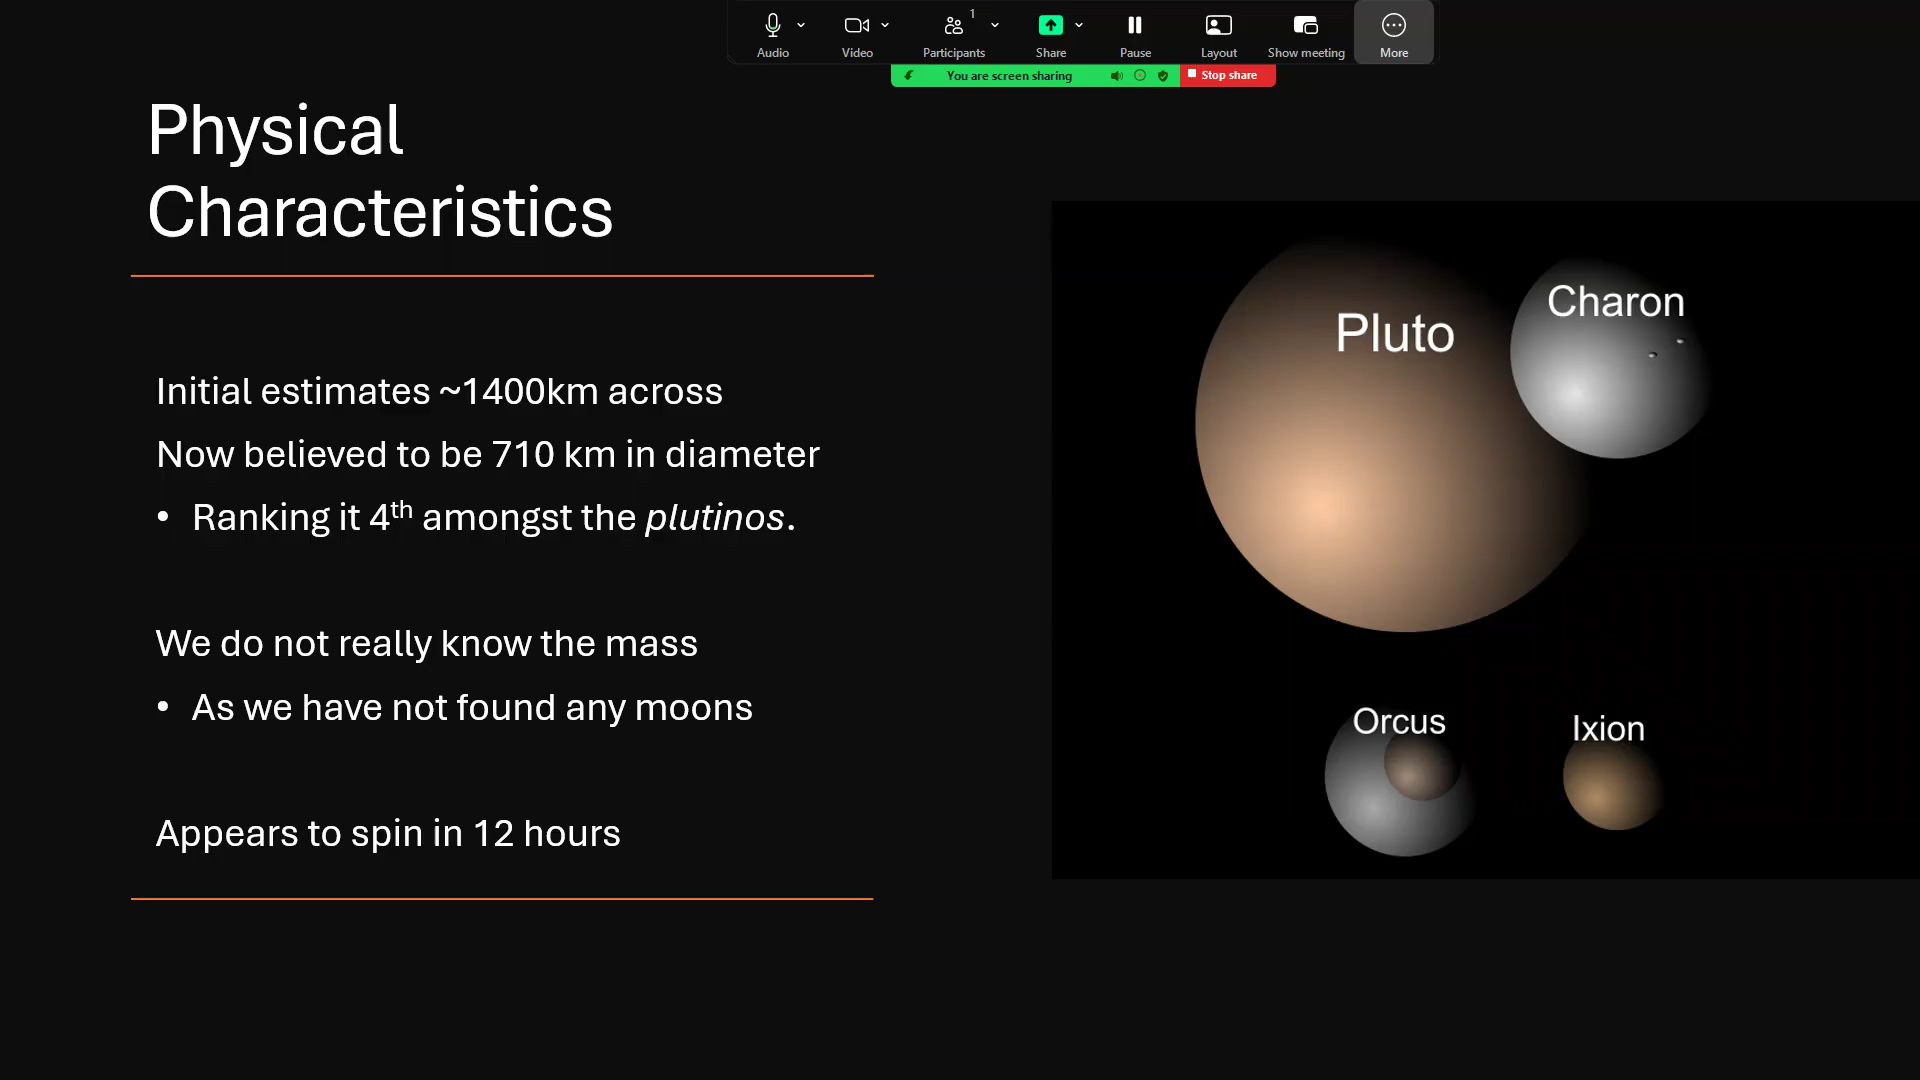 1
Audio Video Participants Share Pause Layout Show meeting More
You are screen sharing Stop share
Physical
Characteristics
Initial estimates ~1400km across
Now believed to be 710 km in diameter
• Ranking it 4th amongst the plutinos.
We do not really know the mass
• As we have not found any moons
Appears to spin in 12 hours
Charon
Pluto
Orcus
Ixion